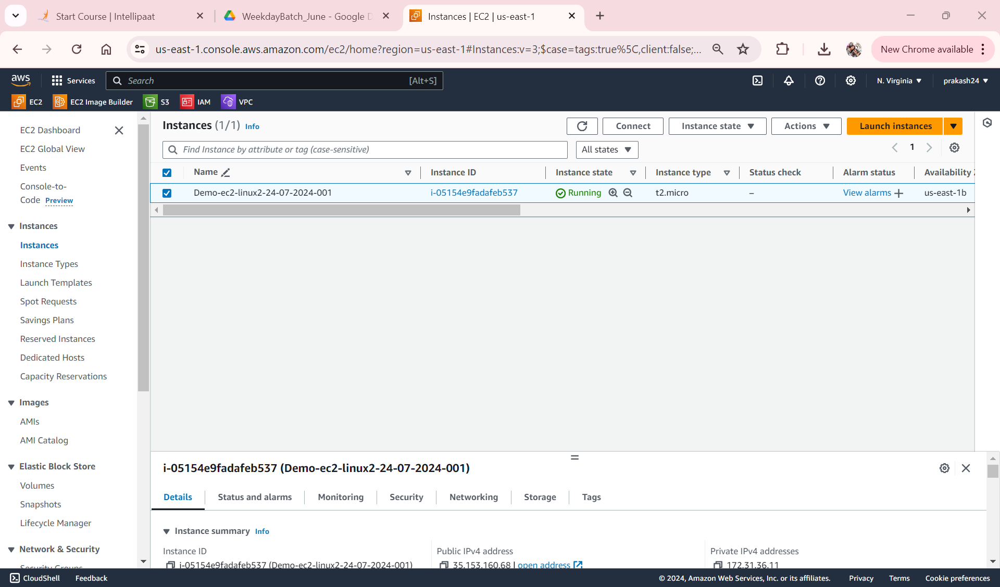 Start Course | Intellipaat
WeekdayBatch_June - Google D
Instances | EC2 | us-east-1
us-east-1.console.aws.amazon.com/ec2/home?region=us-east-1#Instances:v=3;$case=tags:true%5C,client:false;...
New Chrome available
aws
Services
Search
[Alt+S]
N. Virginia
prakash24
EC2
EC2 Image Builder
S3
IAM
VPC
EC2 Dashboard
EC2 Global View
Events
Console-to-
Code Preview
Instances
Instances
Instance Types
Launch Templates
Spot Requests
Savings Plans
Reserved Instances
Dedicated Hosts
Capacity Reservations
Images
AMIs
AMI Catalog
Elastic Block Store
Volumes
Snapshots
Lifecycle Manager
Network & Security
Security Groups
Instances (1/1) Info
Connect
Instance state
Actions
Launch instances
Find Instance by attribute or tag (case-sensitive)
All states
1
Name
Instance ID
Instance state
Instance type
Status check
Alarm status
Availability Z
Demo-ec2-linux2-24-07-2024-001
i-05154e9fadafeb537
Running
t2.micro
–
View alarms
us-east-1b
i-05154e9fadafeb537 (Demo-ec2-linux2-24-07-2024-001)
Details
Status and alarms
Monitoring
Security
Networking
Storage
Tags
Instance summary Info
Instance ID
i-05154e9fadafeb537 (Demo-ec2-linux2-24-07-2024-001)
Public IPv4 address
35.153.160.68 | open address
Private IPv4 addresses
172.31.36.11
CloudShell
Feedback
© 2024, Amazon Web Services, Inc. or its affiliates.
Privacy
Terms
Cookie preferences